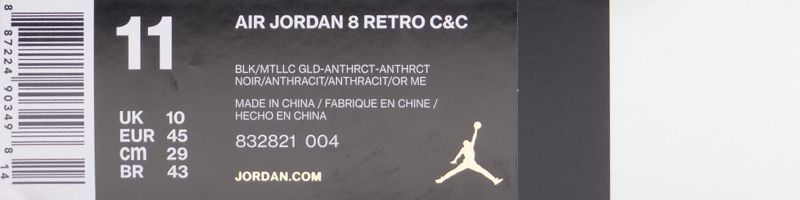 8 87224 90349 8 14
11
UK 10
EUR 45
cm 29
BR 43
AIR JORDAN 8 RETRO C&C
BLK/MTLLC GLD-ANTHRCT-ANTHRCT
NOIR/ANTHRACIT/ANTHRACIT/OR ME
MADE IN CHINA / FABRIQUE EN CHINE /
HECHO EN CHINA
832821 004
JORDAN.COM